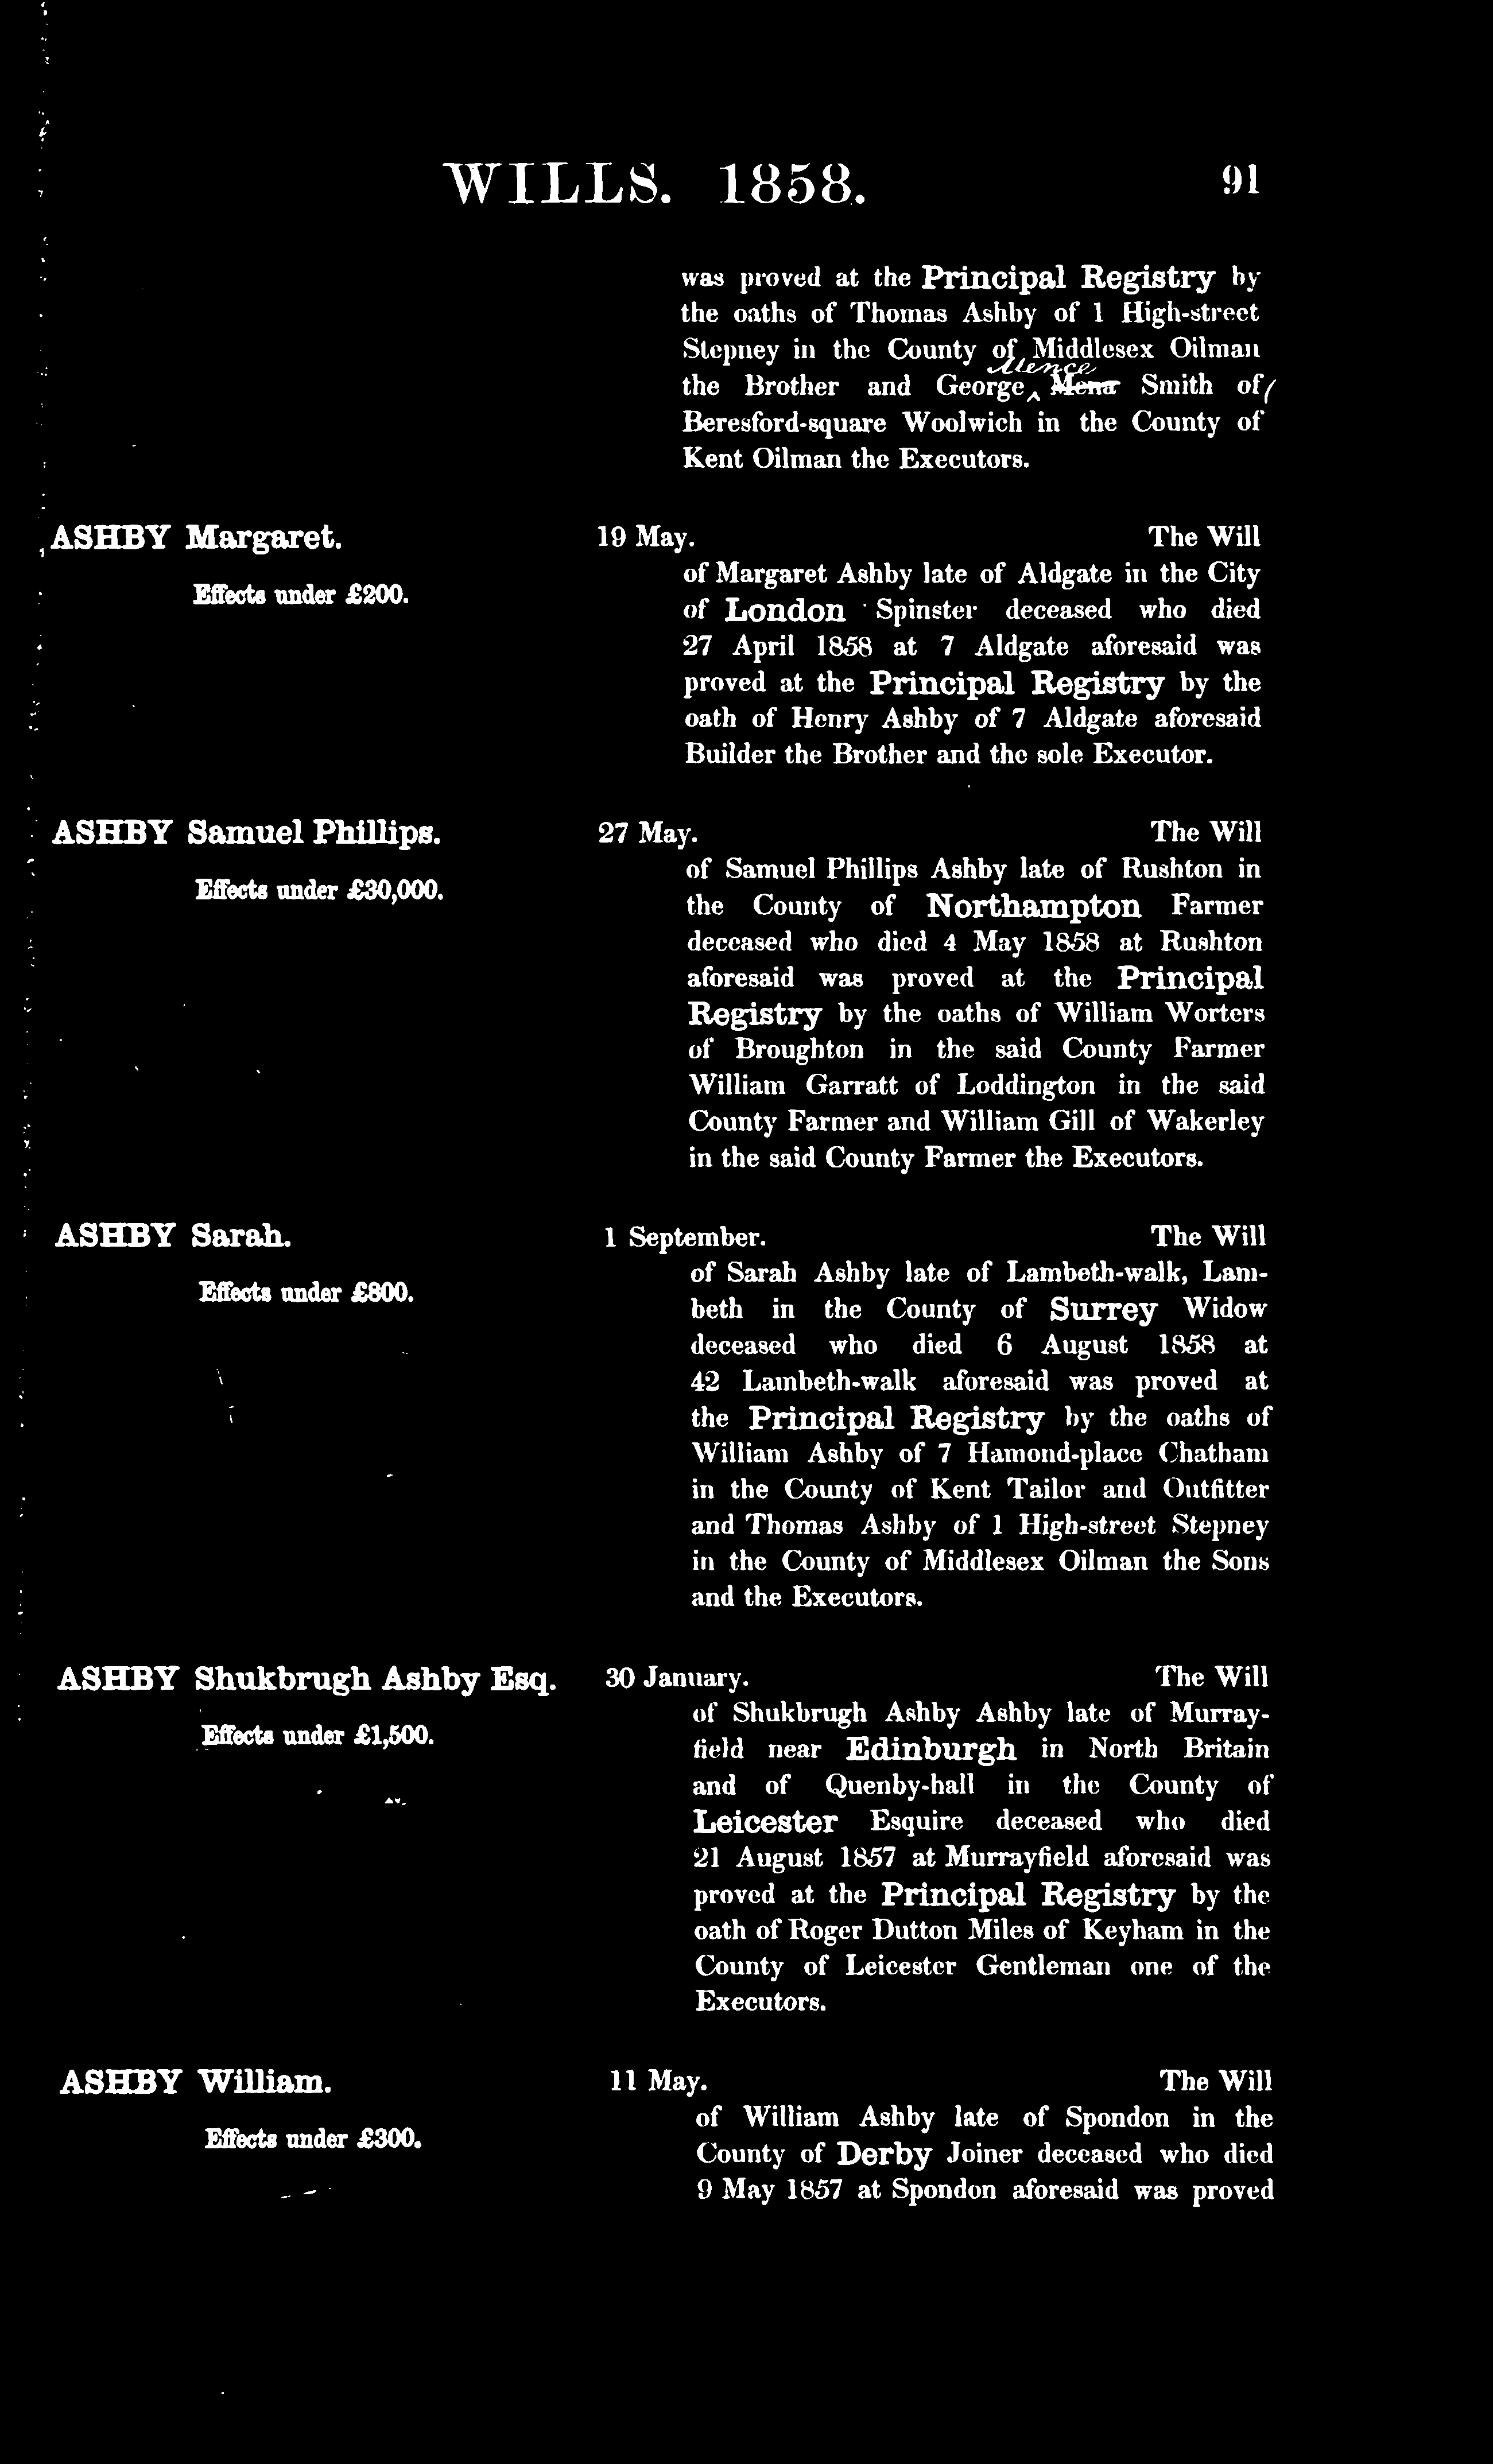 WILLS. 1858. 91
was proved at the Principal Registry by
the oaths of Thomas Ashby of 1 High-street
Stepney in the County of Middlesex Oilman
the Brother and George Mena Smith of
Beresford-square Woolwich in the County of
Kent Oilman the Executors.
ASHBY Margaret. 19 May. The Will
Effects under £200.
of Margaret Ashby late of Aldgate in the City
of London Spinster deceased who died
27 April 1858 at 7 Aldgate aforesaid was
proved at the Principal Registry by the
oath of Henry Ashby of 7 Aldgate aforesaid
Builder the Brother and the sole Executor.
ASHBY Samuel Phillips. 27 May. The Will
Effects under £30,000.
of Samuel Phillips Ashby late of Rushton in
the County of Northampton Farmer
deceased who died 4 May 1858 at Rushton
aforesaid was proved at the Principal
Registry by the oaths of William Worters
of Broughton in the said County Farmer
William Garratt of Loddington in the said
County Farmer and William Gill of Wakerley
in the said County Farmer the Executors.
ASHBY Sarah. 1 September. The Will
Effects under £800.
of Sarah Ashby late of Lambeth-walk, Lam-
beth in the County of Surrey Widow
deceased who died 6 August 1858 at
42 Lambeth-walk aforesaid was proved at
the Principal Registry by the oaths of
William Ashby of 7 Hamond-place Chatham
in the County of Kent Tailor and Outfitter
and Thomas Ashby of 1 High-street Stepney
in the County of Middlesex Oilman the Sons
and the Executors.
ASHBY Shukbrugh Ashby Esq. 30 January. The Will
Effects under £1,500.
of Shukbrugh Ashby Ashby late of Murray-
field near Edinburgh in North Britain
and of Quenby-hall in the County of
Leicester Esquire deceased who died
21 August 1857 at Murrayfield aforesaid was
proved at the Principal Registry by the
oath of Roger Dutton Miles of Keyham in the
County of Leicester Gentleman one of the
Executors.
ASHBY William. 11 May. The Will
Effects under £300.
of William Ashby late of Spondon in the
County of Derby Joiner deceased who died
9 May 1857 at Spondon aforesaid was proved